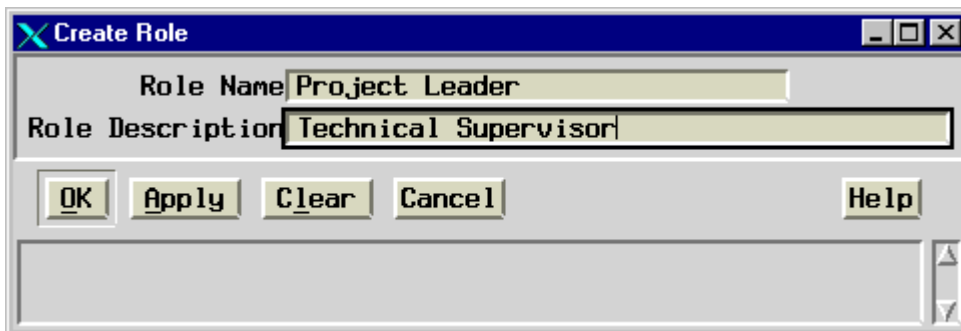 Create Role
Role Name Project Leader
Role Description Technical Supervisor
OK Apply Clear Cancel Help